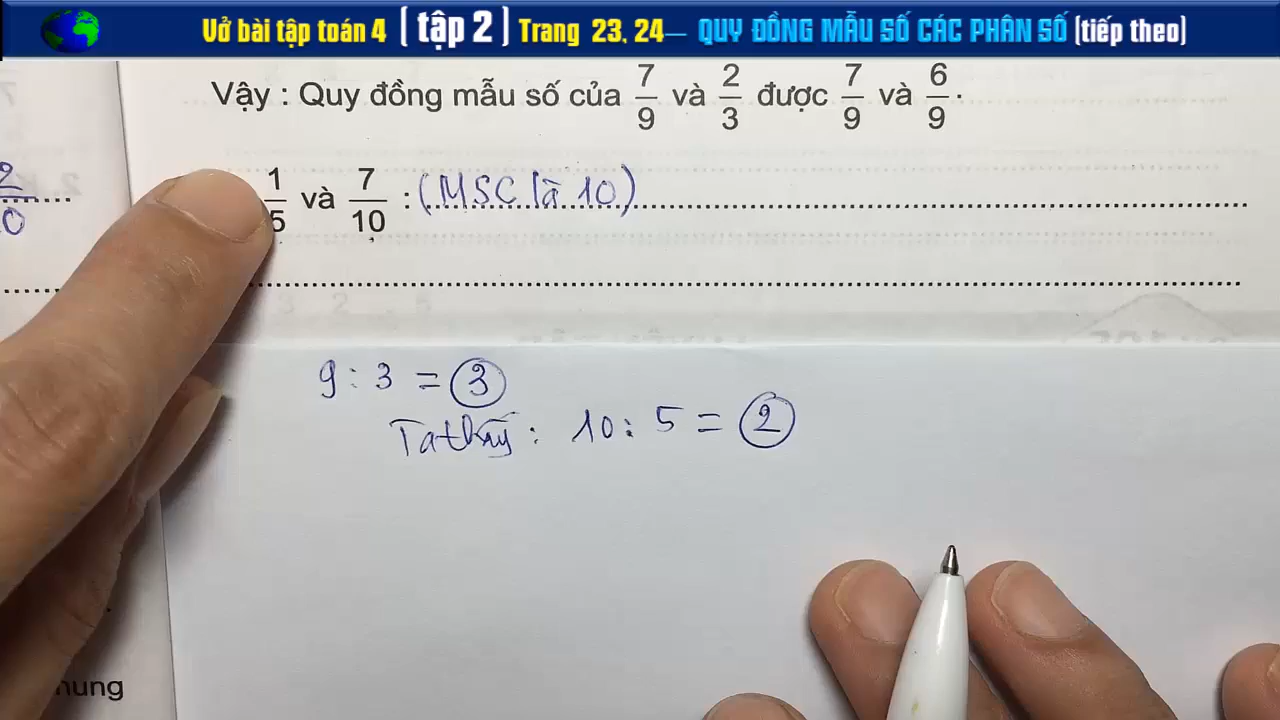 Vở bài tập toán 4 ( tập 2 ) Trang 23, 24– QUY ĐỒNG MẪU SỐ CÁC PHÂN SỐ (tiếp theo)
Vậy : Quy đồng mẫu số của 7/9 và 2/3 được 7/9 và 6/9.
1/5 và 7/10 : (MSC là 10)
2/0
9 : 3 = 3
Ta thấy : 10 : 5 = 2
hung